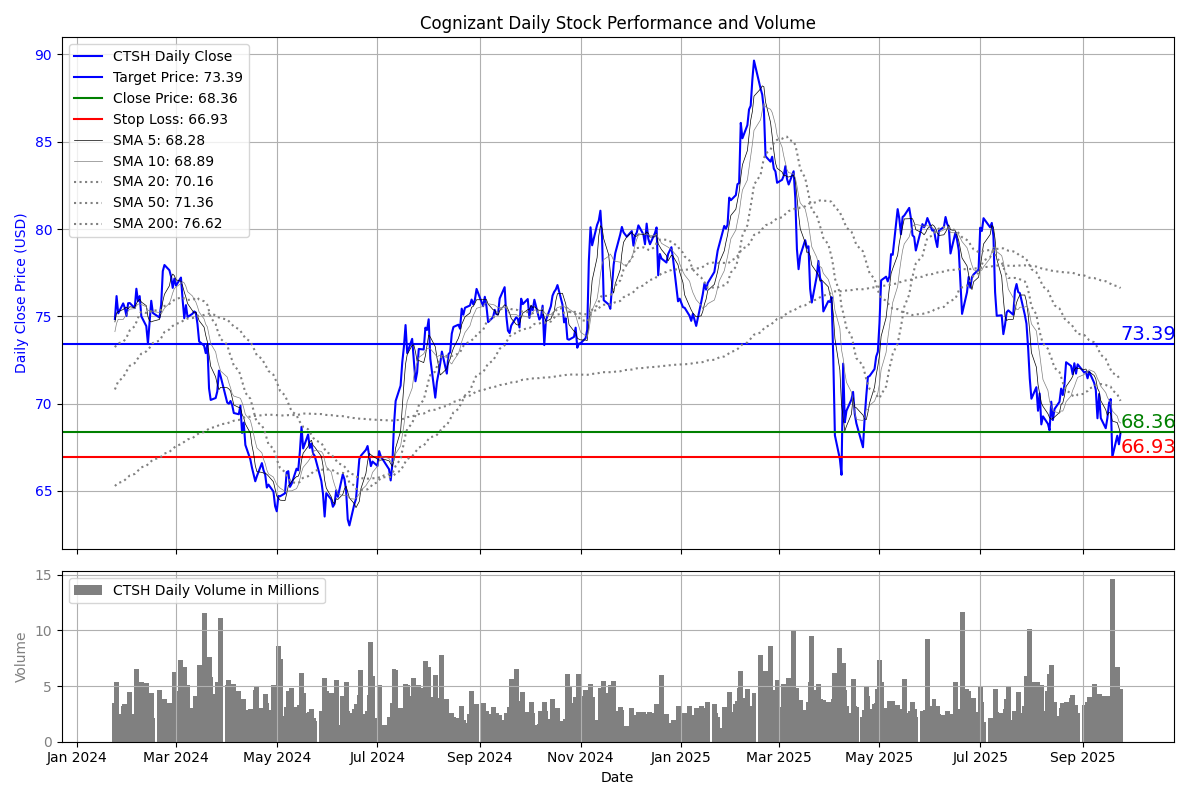 Cognizant Daily Stock Performance and Volume
Daily Close Price (USD)
90
85
80
75
70
65
CTSH Daily Close
Target Price: 73.39
Close Price: 68.36
Stop Loss: 66.93
SMA 5: 68.28
SMA 10: 68.89
SMA 20: 70.16
SMA 50: 71.36
SMA 200: 76.62
73.39
68.36
66.93
Volume
15
10
5
0
CTSH Daily Volume in Millions
Jan 2024 Mar 2024 May 2024 Jul 2024 Sep 2024 Nov 2024 Jan 2025 Mar 2025 May 2025 Jul 2025 Sep 2025
Date